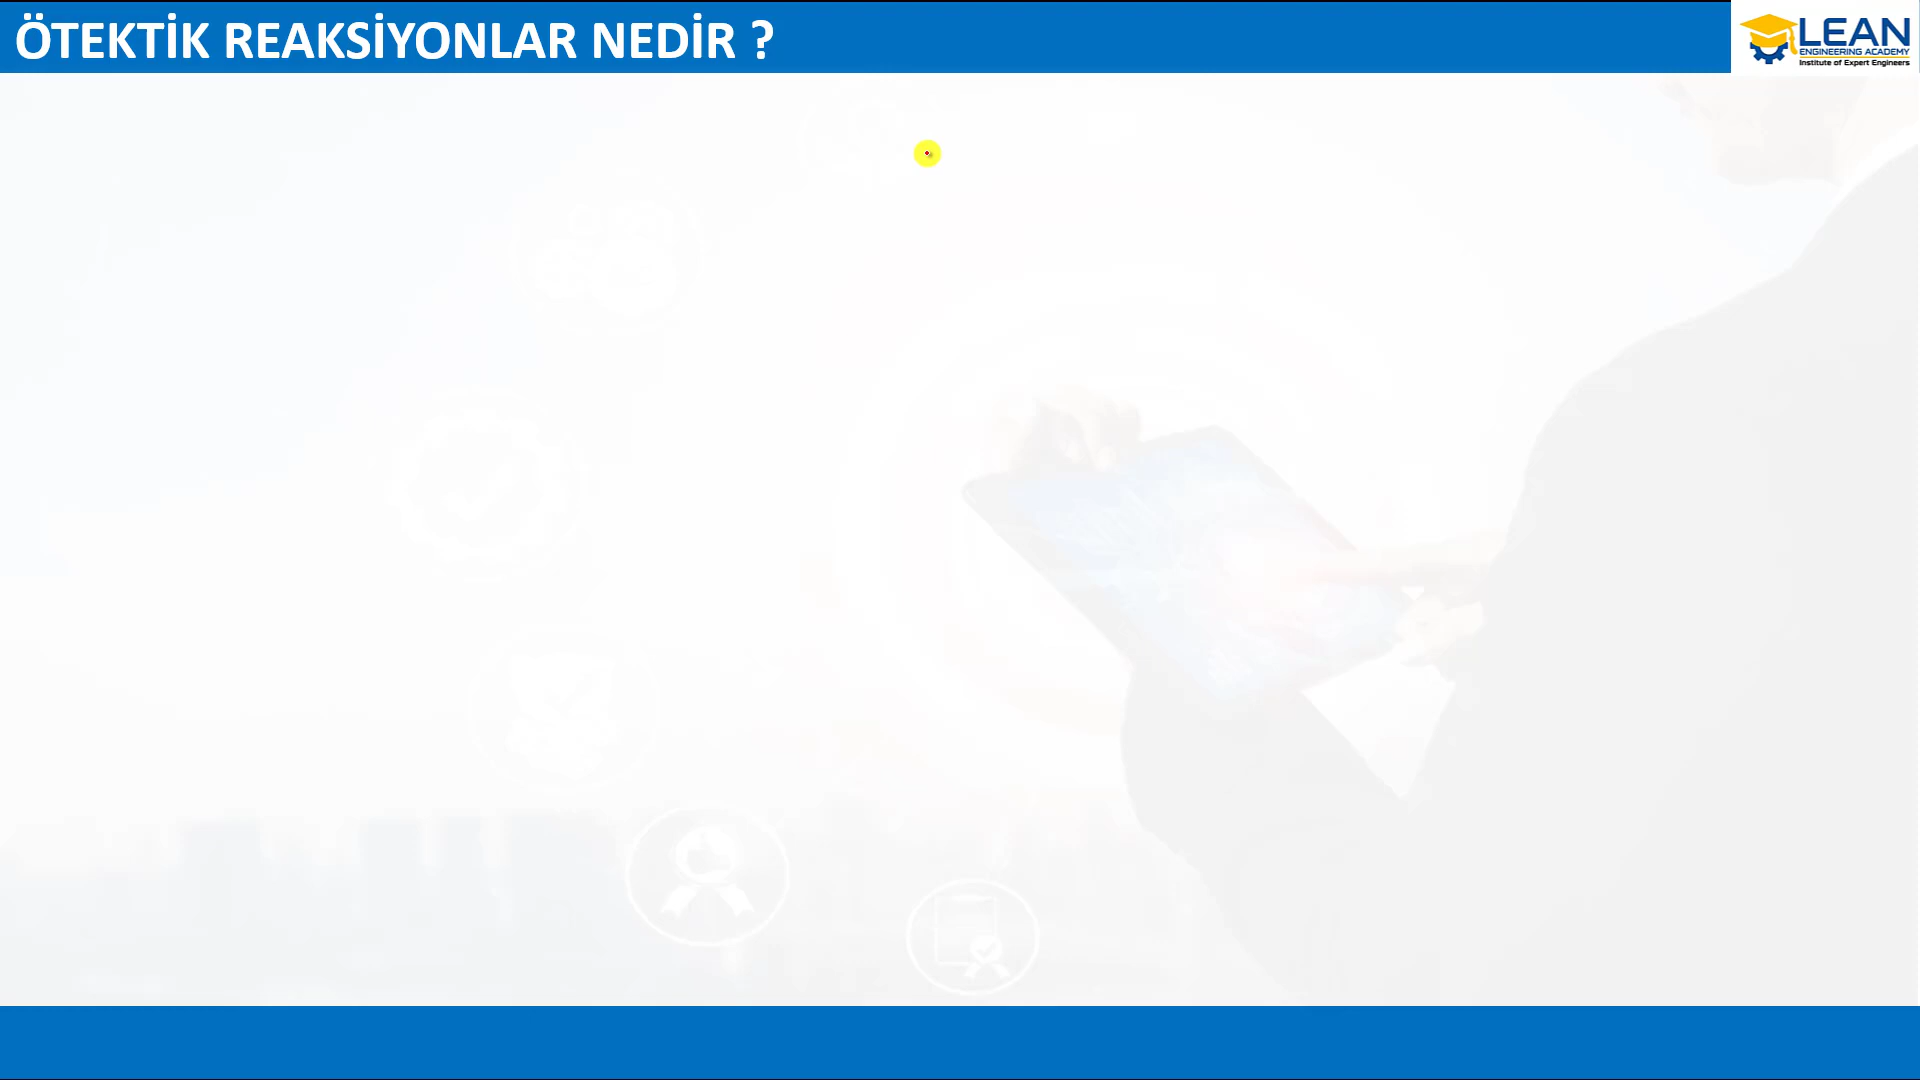 ÖTEKTİK REAKSİYONLAR NEDİR ?
LEAN
ENGINEERING ACADEMY
Institute of Expert Engineers